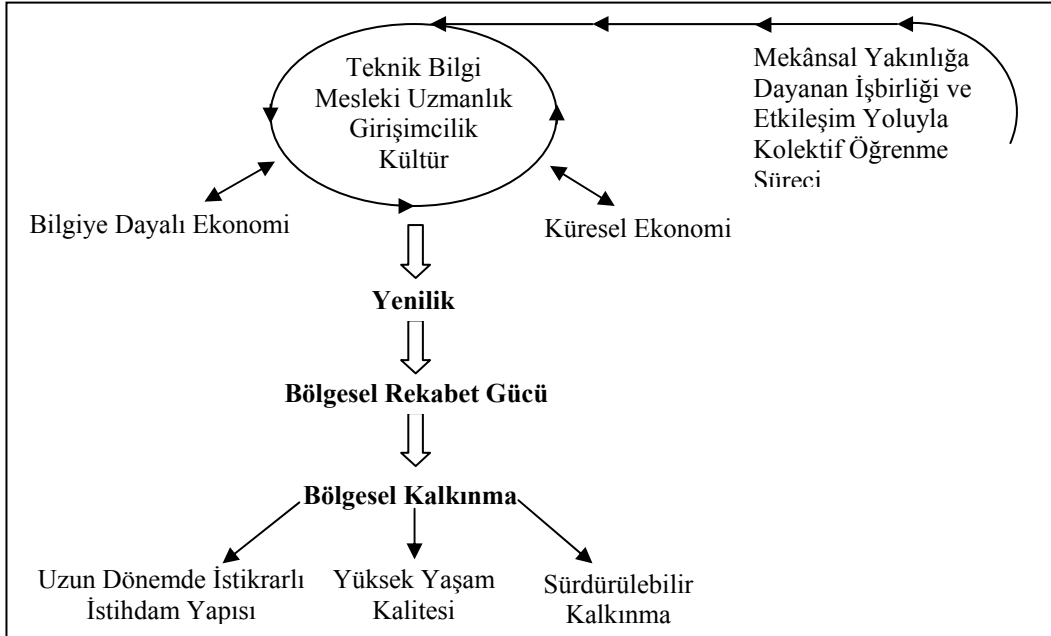 Teknik Bilgi
Mesleki Uzmanlık
Girişimcilik
Kültür
Mekânsal Yakınlığa
Dayanan İşbirliği ve
Etkileşim Yoluyla
Kolektif Öğrenme
Süreci
Bilgiye Dayalı Ekonomi
Küresel Ekonomi
Yenilik
Bölgesel Rekabet Gücü
Bölgesel Kalkınma
Uzun Dönemde İstikrarlı
İstihdam Yapısı
Yüksek Yaşam
Kalitesi
Sürdürülebilir
Kalkınma